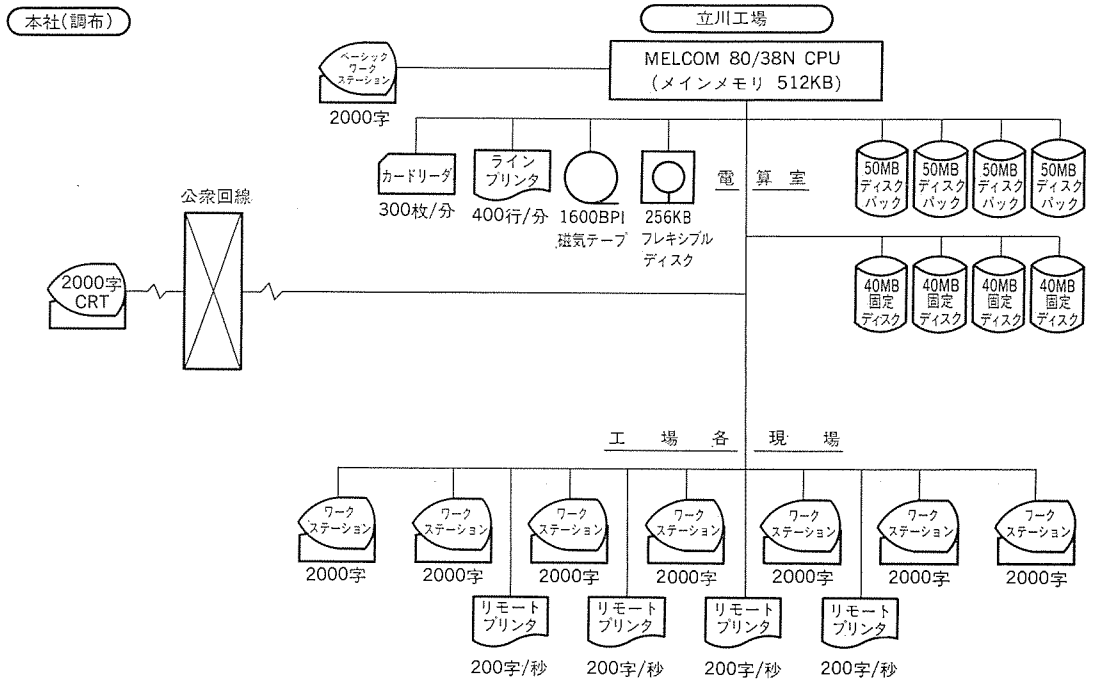 本社(調布)
立川工場
MELCOM 80/38N CPU
(メインメモリ 512KB)
ベーシック
ワーク
ステーション
2000字
カードリーダ
300枚/分
ライン
プリンタ
400行/分
1600BPI
磁気テープ
256KB
フレキシブル
ディスク
電算室
50MB
ディスク
パック
50MB
ディスク
パック
50MB
ディスク
パック
50MB
ディスク
パック
公衆回線
2000字
CRT
40MB
固定
ディスク
40MB
固定
ディスク
40MB
固定
ディスク
40MB
固定
ディスク
工場各現場
ワーク
ステーション
2000字
ワーク
ステーション
2000字
ワーク
ステーション
2000字
ワーク
ステーション
2000字
ワーク
ステーション
2000字
ワーク
ステーション
2000字
ワーク
ステーション
2000字
リモート
プリンタ
200字/秒
リモート
プリンタ
200字/秒
リモート
プリンタ
200字/秒
リモート
プリンタ
200字/秒